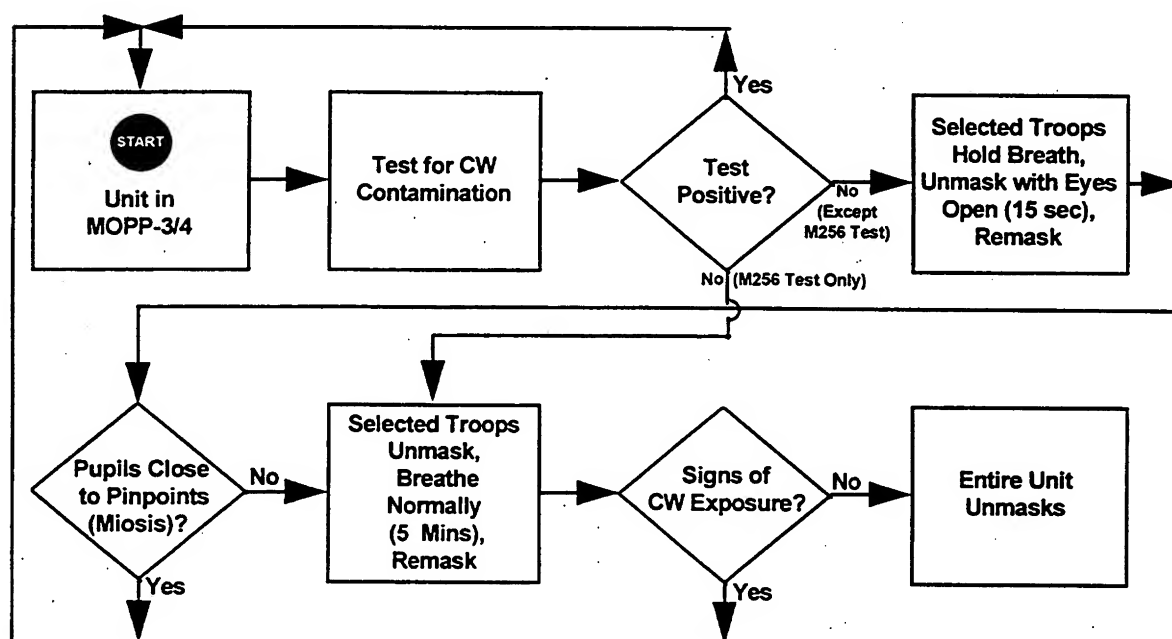 START
Unit in
MOPP-3/4
Test for CW
Contamination
Yes
Test
Positive?
No
(Except
M256 Test)
No (M256 Test Only)
Selected Troops
Hold Breath,
Unmask with Eyes
Open (15 sec),
Remask
Pupils Close
to Pinpoints
(Miosis)?
No
Yes
Selected Troops
Unmask,
Breathe
Normally
(5 Mins),
Remask
Signs of
CW Exposure?
No
Yes
Entire Unit
Unmasks